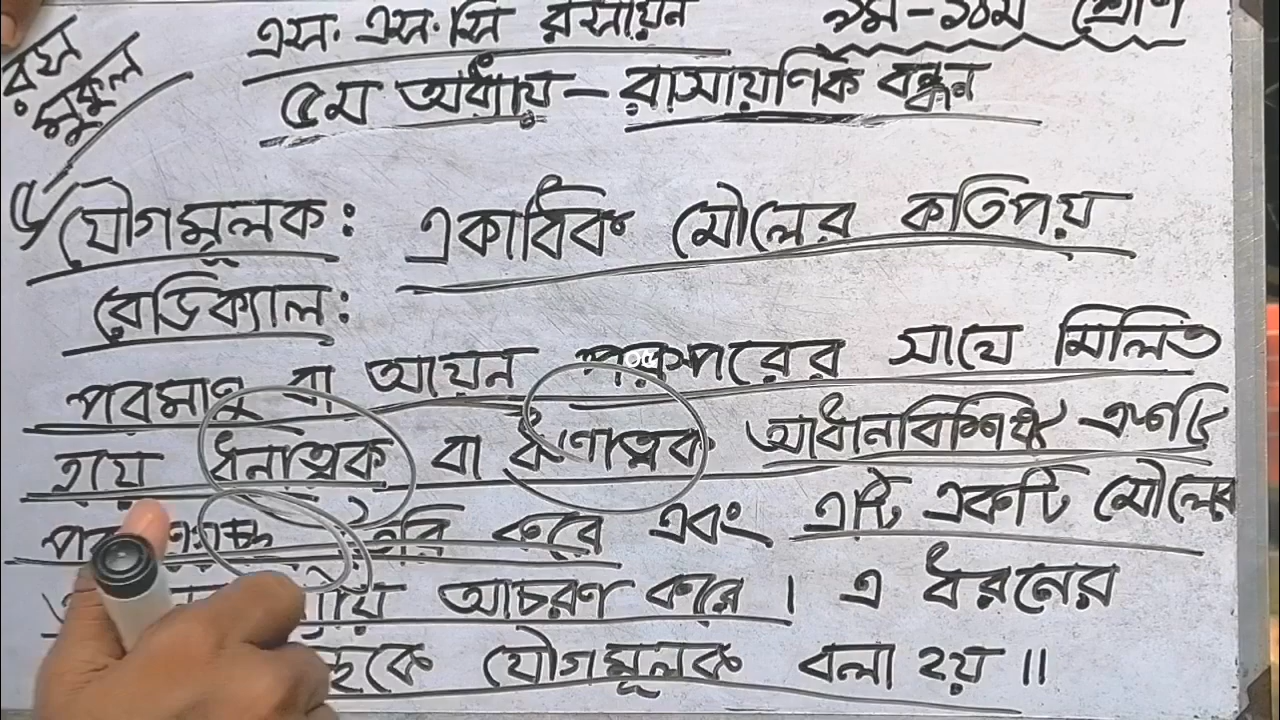 এস. এস. সি রসায়ন ৯ম-১০ম শ্রেণি
৫ম অধ্যায় - রাসায়ণিক বন্ধন
৫ যৌগমূলক: একাধিক মৌলের কতিপয়
রেডিক্যাল:
পরমাণু বা আয়ন পরস্পরের সাথে মিলিত
হয়ে ধনাত্মক বা ঋণাত্মক আধানবিশিষ্ট একটি
তৈরি করে এবং এটি একটি মৌলের
আচরণ করে । এ ধরনের
যৌগমূলক বলা হয় ॥